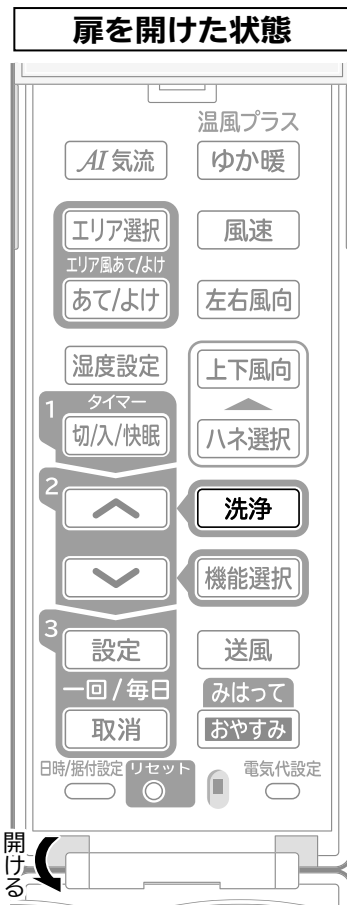 扉を開けた状態
温風プラス
AI気流
ゆか暖
エリア選択
風速
エリア風あて/よけ
あて/よけ
左右風向
湿度設定
上下風向
1
タイマー
切/入/快眠
ハネ選択
2
洗浄
機能選択
3
設定
送風
一回/毎日
みはって
取消
おやすみ
日時/据付設定
リセット
電気代設定
開ける